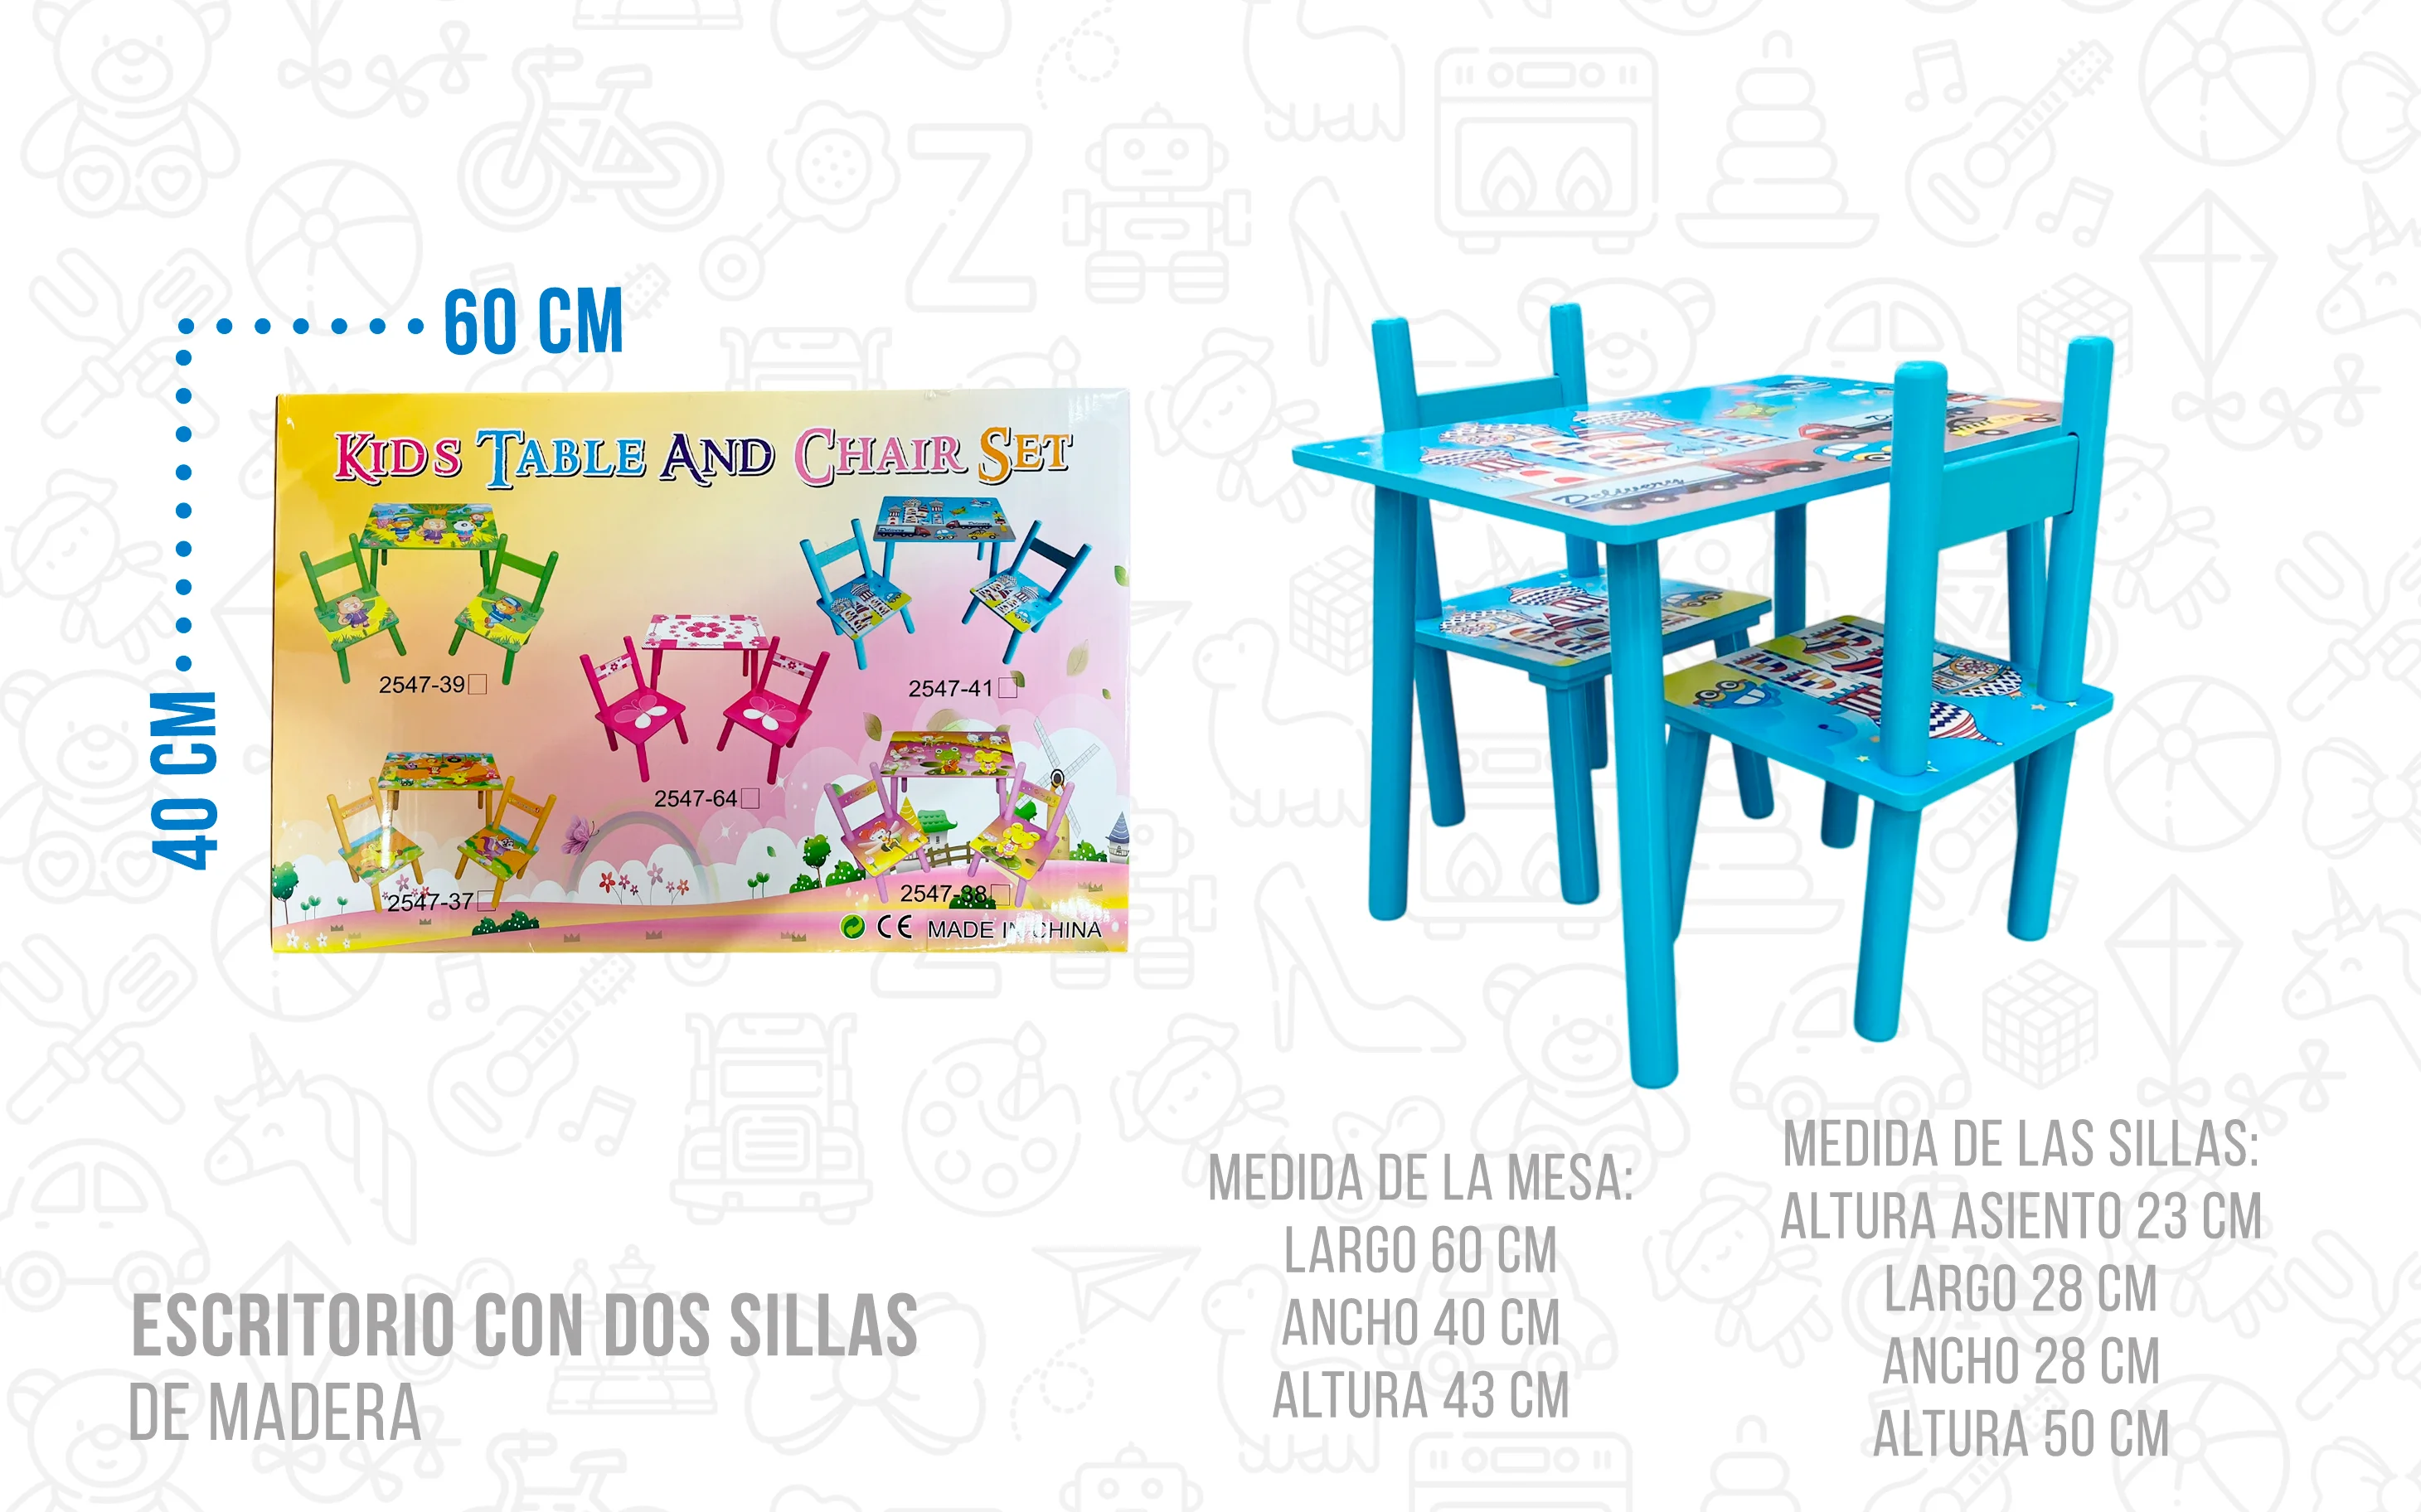 60 CM
40 CM
KIDS TABLE AND CHAIR SET
2547-39
2547-41
2547-64
2547-37
2547-38
CE MADE IN CHINA
Delivery
MEDIDA DE LA MESA:
LARGO 60 CM
ANCHO 40 CM
ALTURA 43 CM
MEDIDA DE LAS SILLAS:
ALTURA ASIENTO 23 CM
LARGO 28 CM
ANCHO 28 CM
ALTURA 50 CM
ESCRITORIO CON DOS SILLAS
DE MADERA